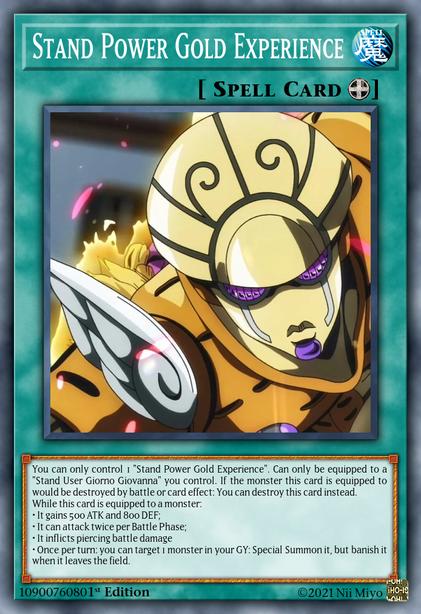 Stand Power Gold Experience
SPELL
魔
[ Spell Card ]
You can only control 1 "Stand Power Gold Experience". Can only be equipped to a
"Stand User Giorno Giovanna" you control. If the monster this card is equipped to
would be destroyed by battle or card effect: You can destroy this card instead.
While this card is equipped to a monster:
• It gains 500 ATK and 800 DEF;
• It can attack twice per Battle Phase;
• It inflicts piercing battle damage
• Once per turn: you can target 1 monster in your GY: Special Summon it, but banish it
when it leaves the field.
1090076080 1st Edition
©2021 Nii Miyo